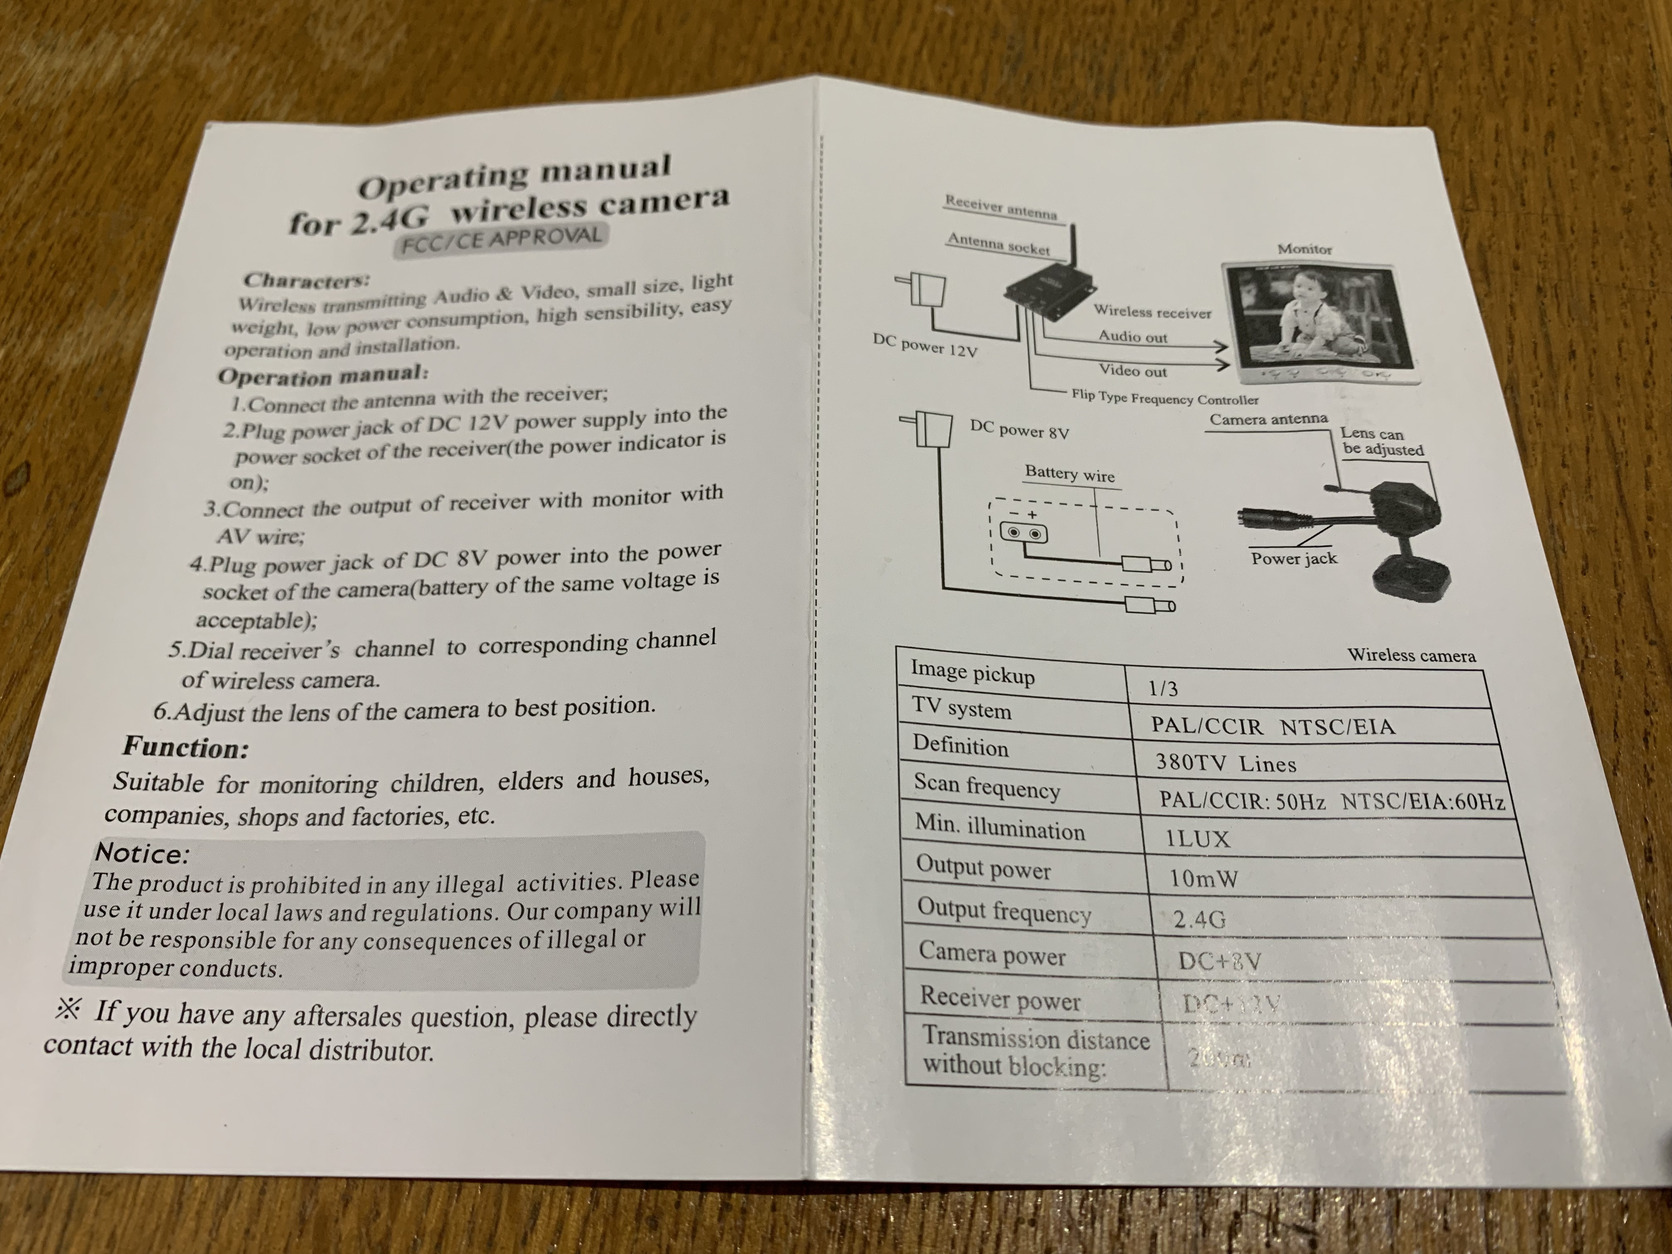 Operating manual
for 2.4G wireless camera
FCC/CE APPROVAL
Characters:
Wireless transmitting Audio & Video, small size, light
weight, low power consumption, high sensibility, easy
operation and installation.
Operation manual:
1.Connect the antenna with the receiver;
2.Plug power jack of DC 12V power supply into the
power socket of the receiver(the power indicator is
on);
3.Connect the output of receiver with monitor with
AV wire;
4.Plug power jack of DC 8V power into the power
socket of the camera(battery of the same voltage is
acceptable);
5.Dial receiver's channel to corresponding channel
of wireless camera.
6.Adjust the lens of the camera to best position.
Function:
Suitable for monitoring children, elders and houses,
companies, shops and factories, etc.
Notice:
The product is prohibited in any illegal activities. Please
use it under local laws and regulations. Our company will
not be responsible for any consequences of illegal or
improper conducts.
※ If you have any aftersales question, please directly
contact with the local distributor.
Receiver antenna
Antenna socket
Monitor
Wireless receiver
DC power 12V
Audio out
Video out
Flip Type Frequency Controller
DC power 8V
Camera antenna
Lens can
be adjusted
Battery wire
- +
Power jack
Wireless camera
Image pickup 1/3
TV system PAL/CCIR NTSC/EIA
Definition 380TV Lines
Scan frequency PAL/CCIR: 50Hz NTSC/EIA:60Hz
Min. illumination 1LUX
Output power 10mW
Output frequency 2.4G
Camera power DC+8V
Receiver power DC+12V
Transmission distance
without blocking: